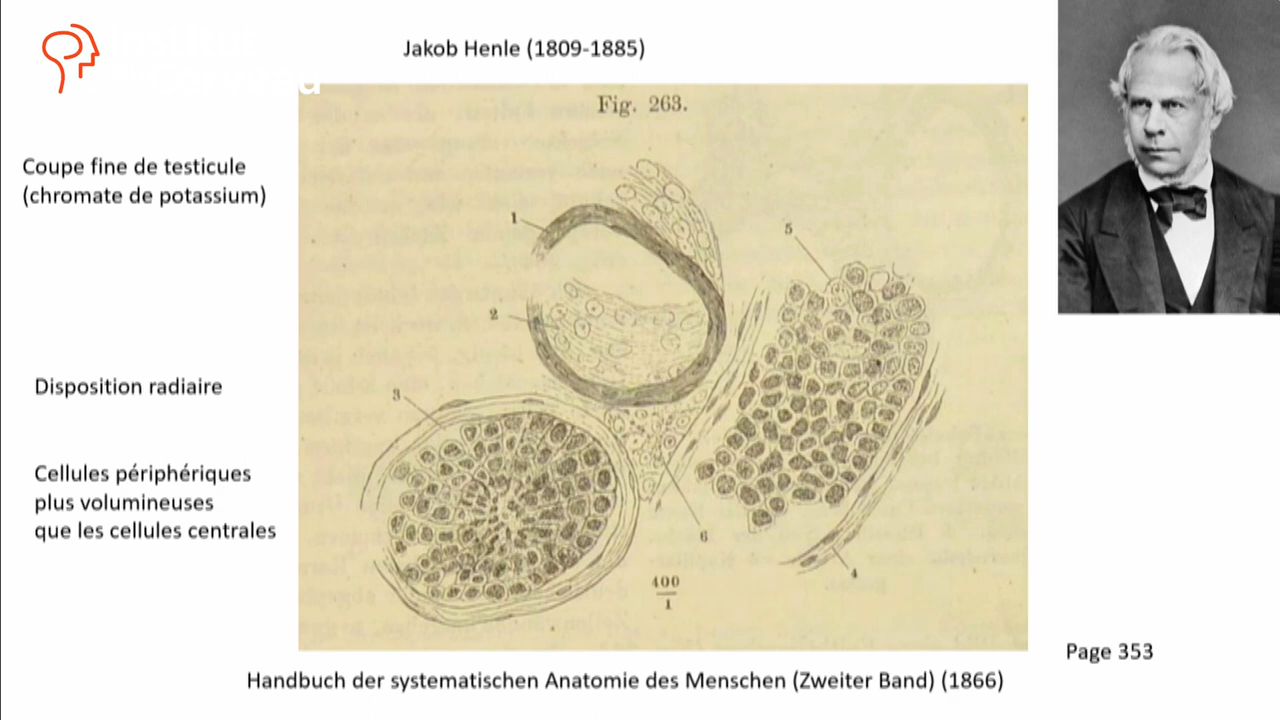 Jakob Henle (1809-1885)
Fig. 263.
Coupe fine de testicule
(chromate de potassium)
1
5
2
Disposition radiaire
3
Cellules périphériques
plus volumineuses
que les cellules centrales
6
4
400
1
Page 353
Handbuch der systematischen Anatomie des Menschen (Zweiter Band) (1866)